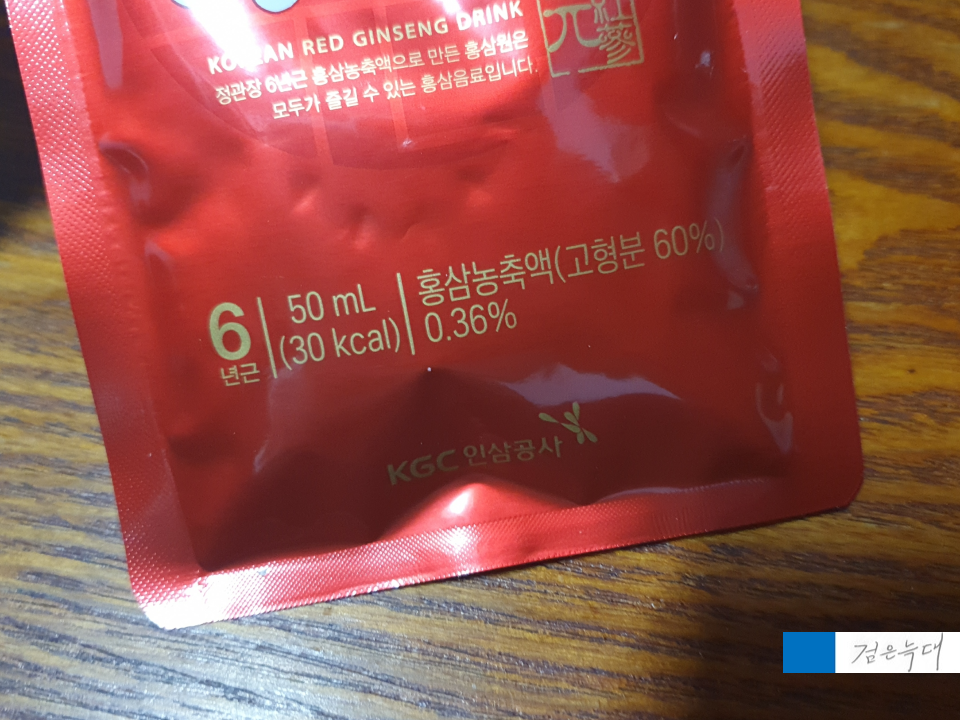 KOREAN RED GINSENG DRINK
정관장 6년근 홍삼농축액으로 만든 홍삼원은
모두가 즐길 수 있는 홍삼음료입니다.
元
紅蔘
6
년근
50 mL
(30 kcal)
홍삼농축액(고형분 60%)
0.36%
KGC 인삼공사
검은늑대